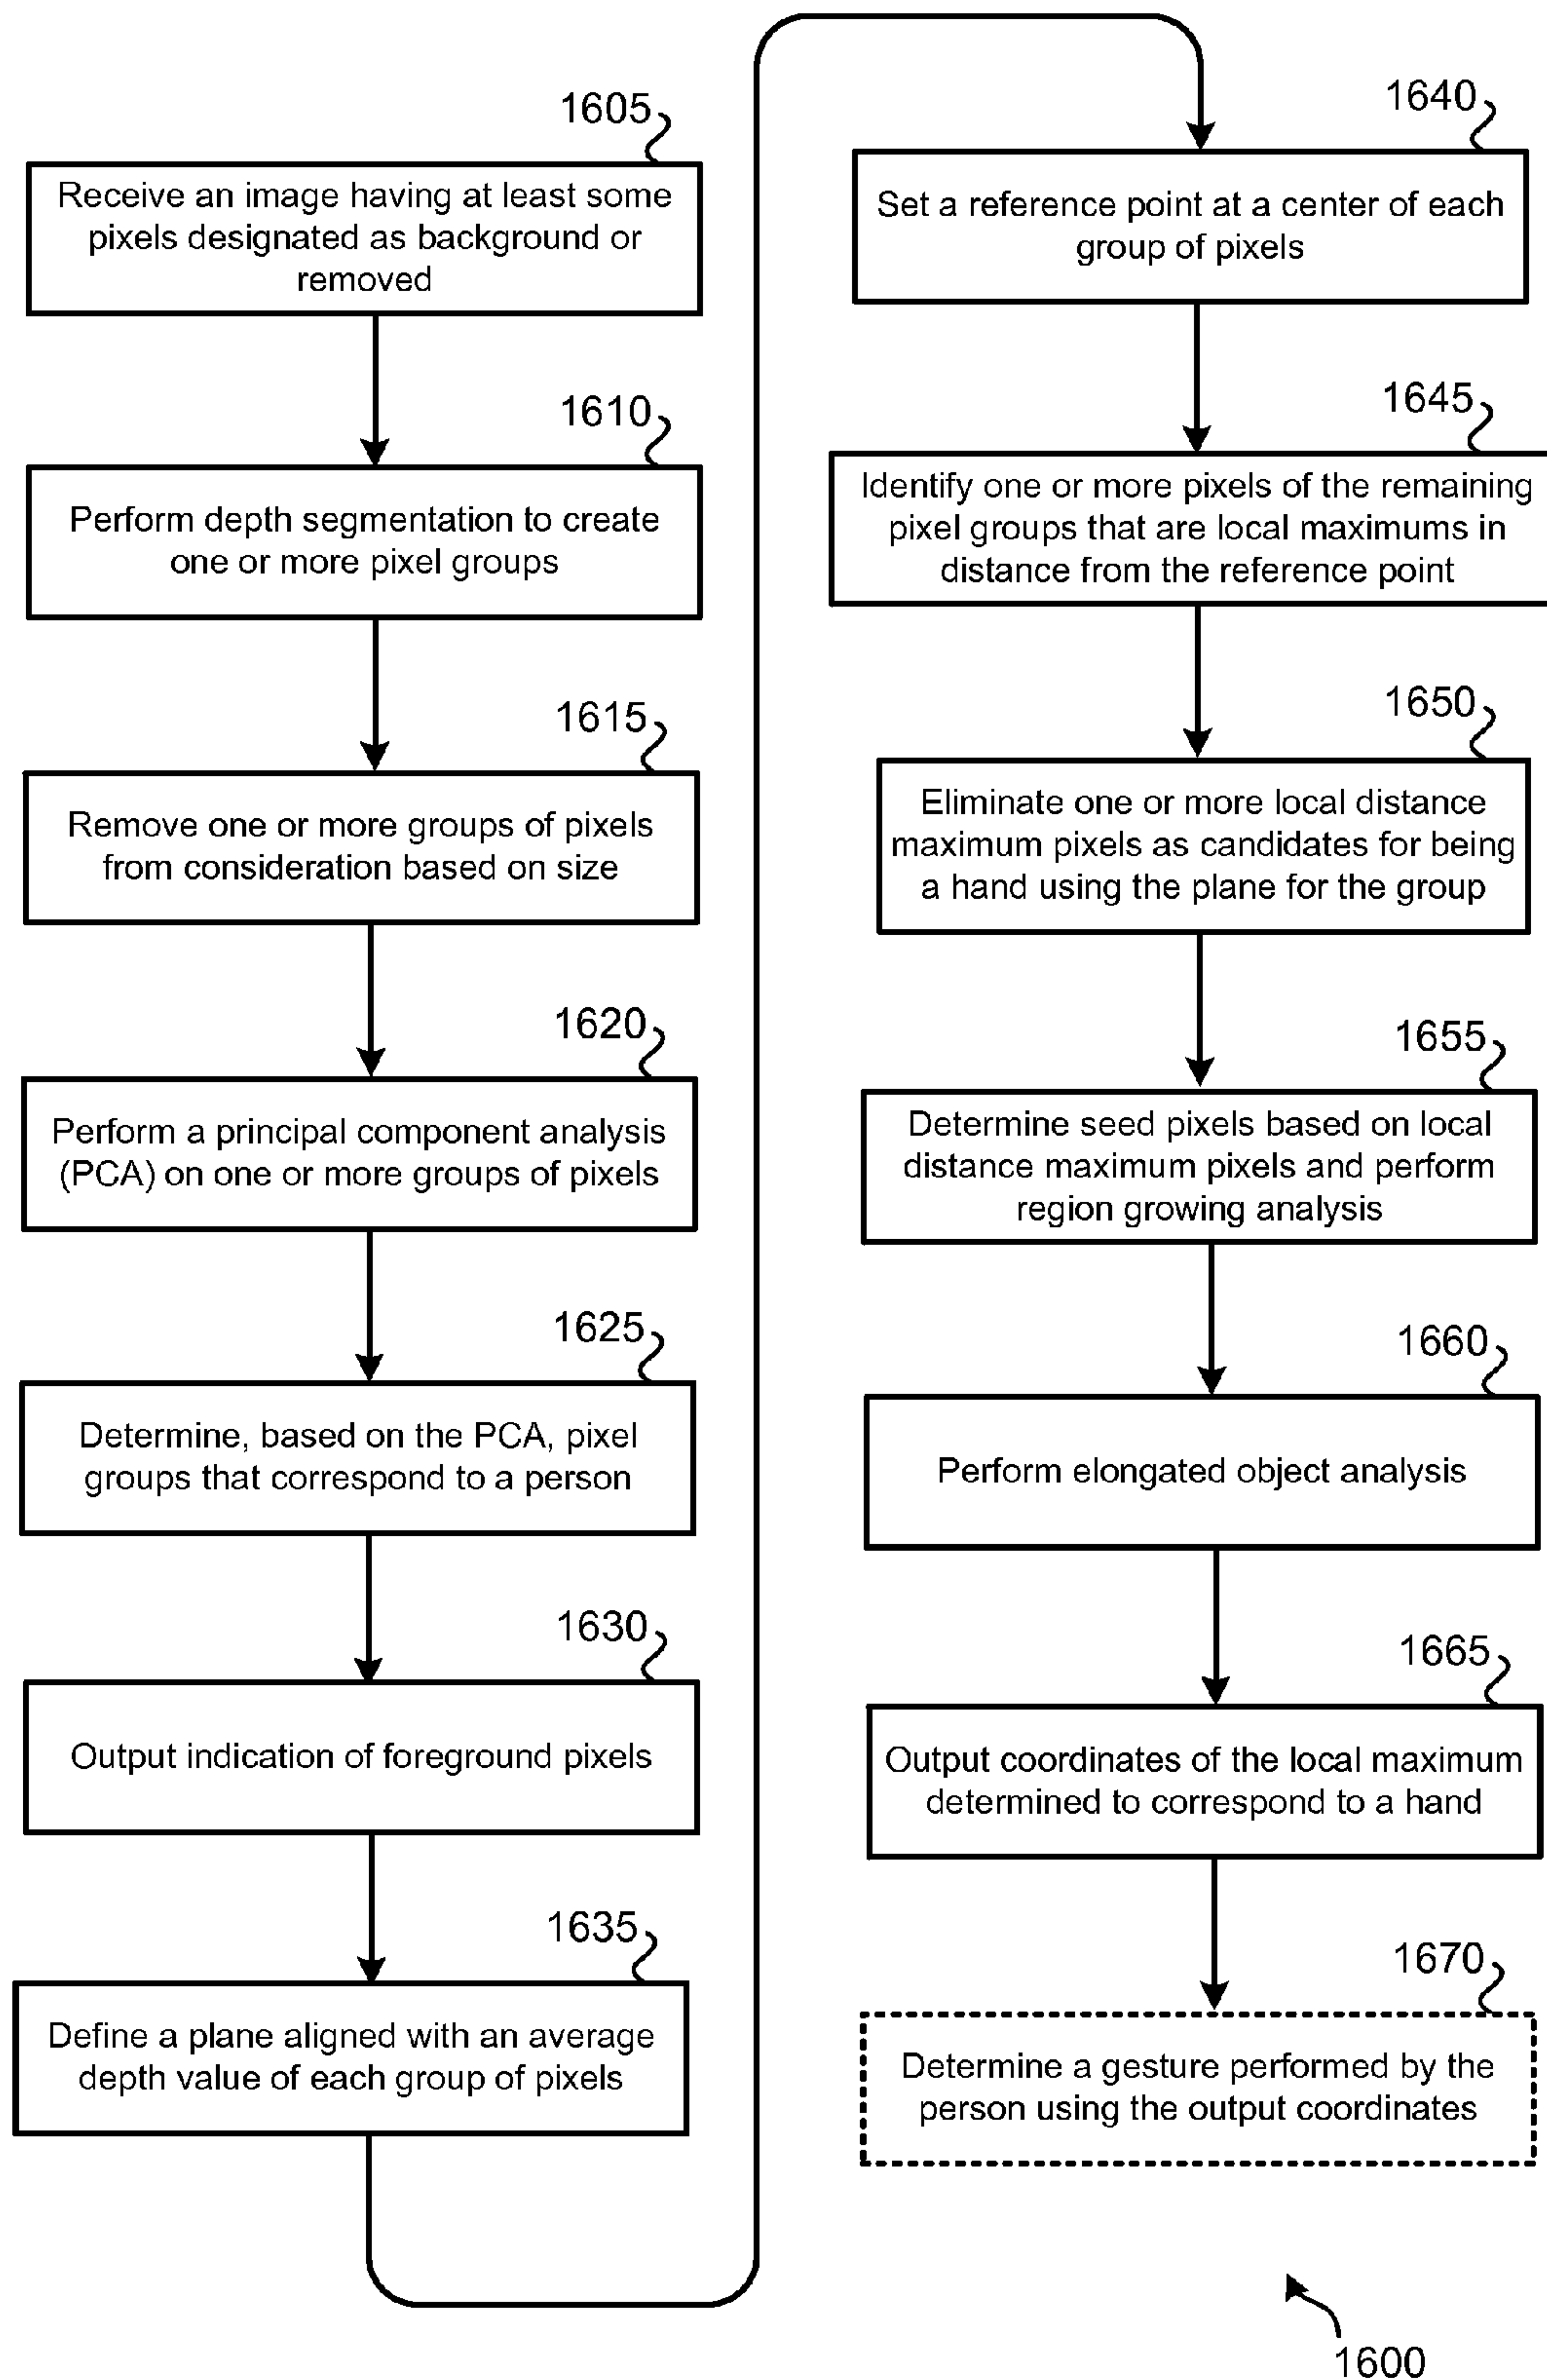 1605
Receive an image having at least some
pixels designated as background or
removed
1610
Perform depth segmentation to create
one or more pixel groups
1615
Remove one or more groups of pixels
from consideration based on size
1620
Perform a principal component analysis
(PCA) on one or more groups of pixels
1625
Determine, based on the PCA, pixel
groups that correspond to a person
1630
Output indication of foreground pixels
1635
Define a plane aligned with an average
depth value of each group of pixels
1640
Set a reference point at a center of each
group of pixels
1645
Identify one or more pixels of the remaining
pixel groups that are local maximums in
distance from the reference point
1650
Eliminate one or more local distance
maximum pixels as candidates for being
a hand using the plane for the group
1655
Determine seed pixels based on local
distance maximum pixels and perform
region growing analysis
1660
Perform elongated object analysis
1665
Output coordinates of the local maximum
determined to correspond to a hand
1670
Determine a gesture performed by the
person using the output coordinates
1600